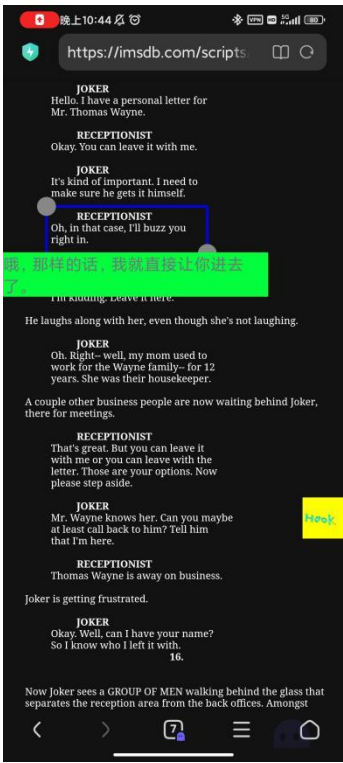 晚上10:44
VPN
HD
5G
80
https://imsdb.com/scripts
JOKER
Hello. I have a personal letter for
Mr. Thomas Wayne.
RECEPTIONIST
Okay. You can leave it with me.
JOKER
It's kind of important. I need to
make sure he gets it himself.
RECEPTIONIST
Oh, in that case, I'll buzz you
right in.
哦，那样的话，我就直接让你进去
了。
I'm kidding. Leave it here.
He laughs along with her, even though she's not laughing.
JOKER
Oh. Right-- well, my mom used to
work for the Wayne family-- for 12
years. She was their housekeeper.
A couple other business people are now waiting behind Joker,
there for meetings.
RECEPTIONIST
That's great. But you can leave it
with me or you can leave with the
letter. Those are your options. Now
please step aside.
JOKER
Mr. Wayne knows her. Can you maybe
at least call back to him? Tell him
that I'm here.
Hook
RECEPTIONIST
Thomas Wayne is away on business.
Joker is getting frustrated.
JOKER
Okay. Well, can I have your name?
So I know who I left it with.
16.
Now Joker sees a GROUP OF MEN walking behind the glass that
separates the reception area from the back offices. Amongst
7